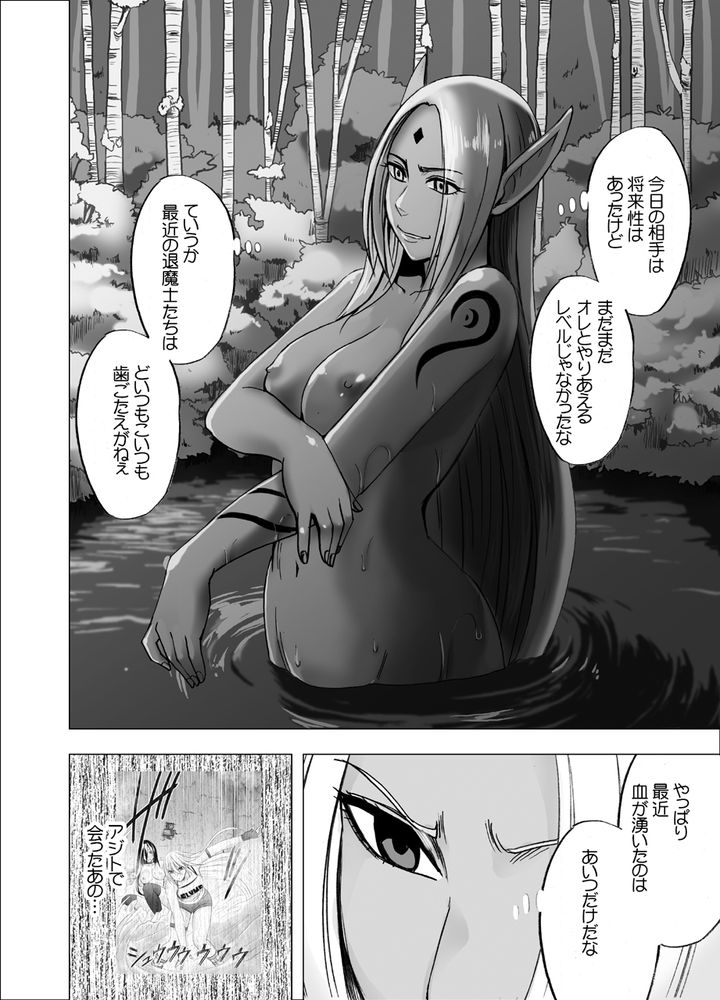 今日の相手は
将来性は
あったけど
まだまだ
オレとやりあえる
レベルじゃなかったな
ていうか
最近の退魔士たちは
どいつもこいつも
歯ごたえがねぇ
やっぱり
最近
血が湧いたのは
あいつだけだな
アジトで
会ったあの…
シュウゥゥゥウゥ